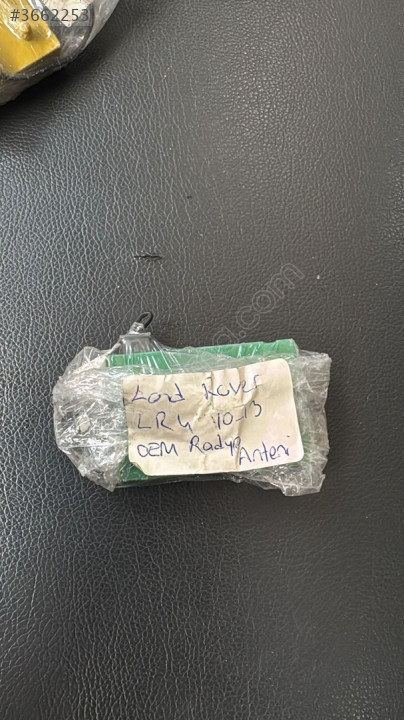 #3662253
Land Rover
LR4 10-13
OEM Radyo
Anteni